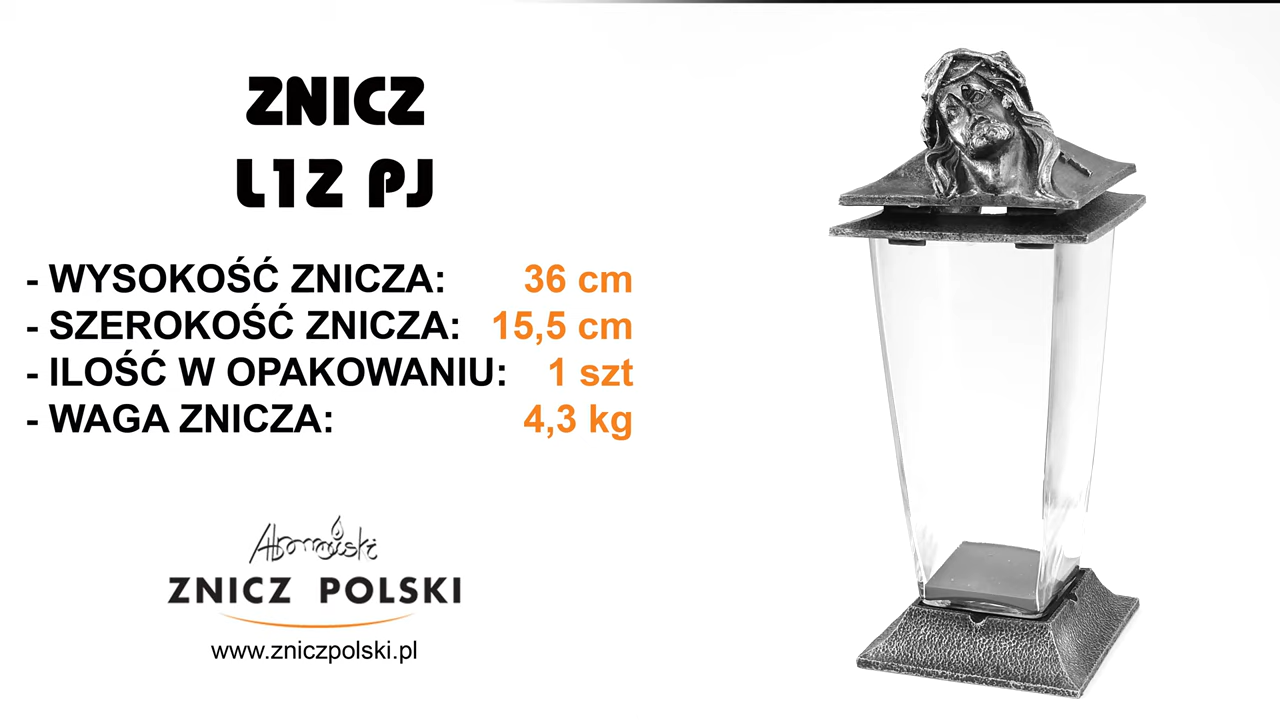 ZNICZ
L1Z PJ
- WYSOKOŚĆ ZNICZA: 36 cm
- SZEROKOŚĆ ZNICZA: 15,5 cm
- ILOŚĆ W OPAKOWANIU: 1 szt
- WAGA ZNICZA: 4,3 kg
ZNICZ POLSKI
www.zniczpolski.pl